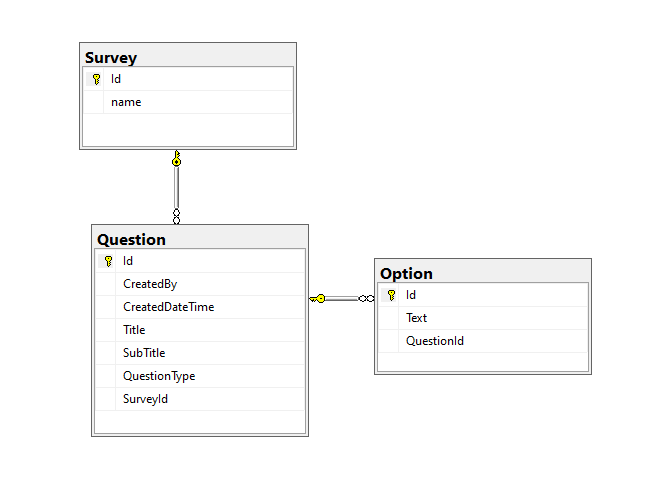 Survey
Id
name
Question
Id
CreatedBy
CreatedDateTime
Title
SubTitle
QuestionType
SurveyId
Option
Id
Text
QuestionId